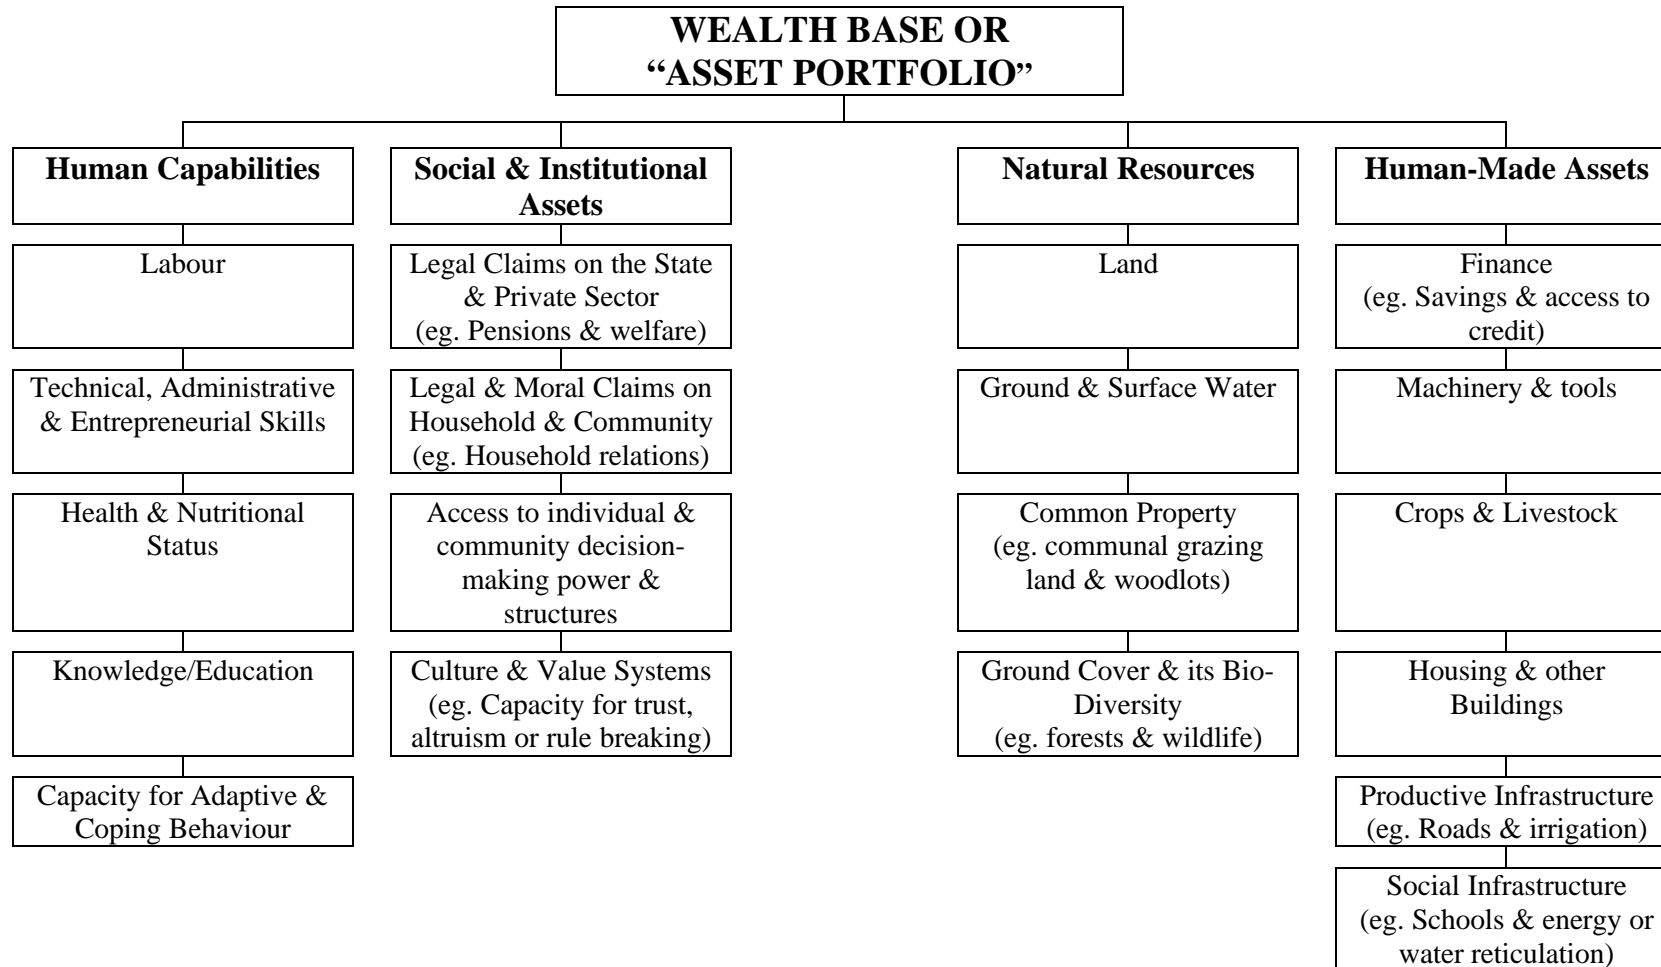 WEALTH BASE OR
“ASSET PORTFOLIO”
Human Capabilities
Labour
Technical, Administrative
& Entrepreneurial Skills
Health & Nutritional
Status
Knowledge/Education
Capacity for Adaptive &
Coping Behaviour
Social & Institutional
Assets
Legal Claims on the State
& Private Sector
(eg. Pensions & welfare)
Legal & Moral Claims on
Household & Community
(eg. Household relations)
Access to individual &
community decision-
making power &
structures
Culture & Value Systems
(eg. Capacity for trust,
altruism or rule breaking)
Natural Resources
Land
Ground & Surface Water
Common Property
(eg. communal grazing
land & woodlots)
Ground Cover & its Bio-
Diversity
(eg. forests & wildlife)
Human-Made Assets
Finance
(eg. Savings & access to
credit)
Machinery & tools
Crops & Livestock
Housing & other
Buildings
Productive Infrastructure
(eg. Roads & irrigation)
Social Infrastructure
(eg. Schools & energy or
water reticulation)